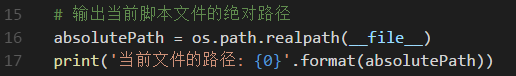 15 # 输出当前脚本文件的绝对路径
16 absolutePath = os.path.realpath(__file__)
17 print('当前文件的路径: {0}'.format(absolutePath))